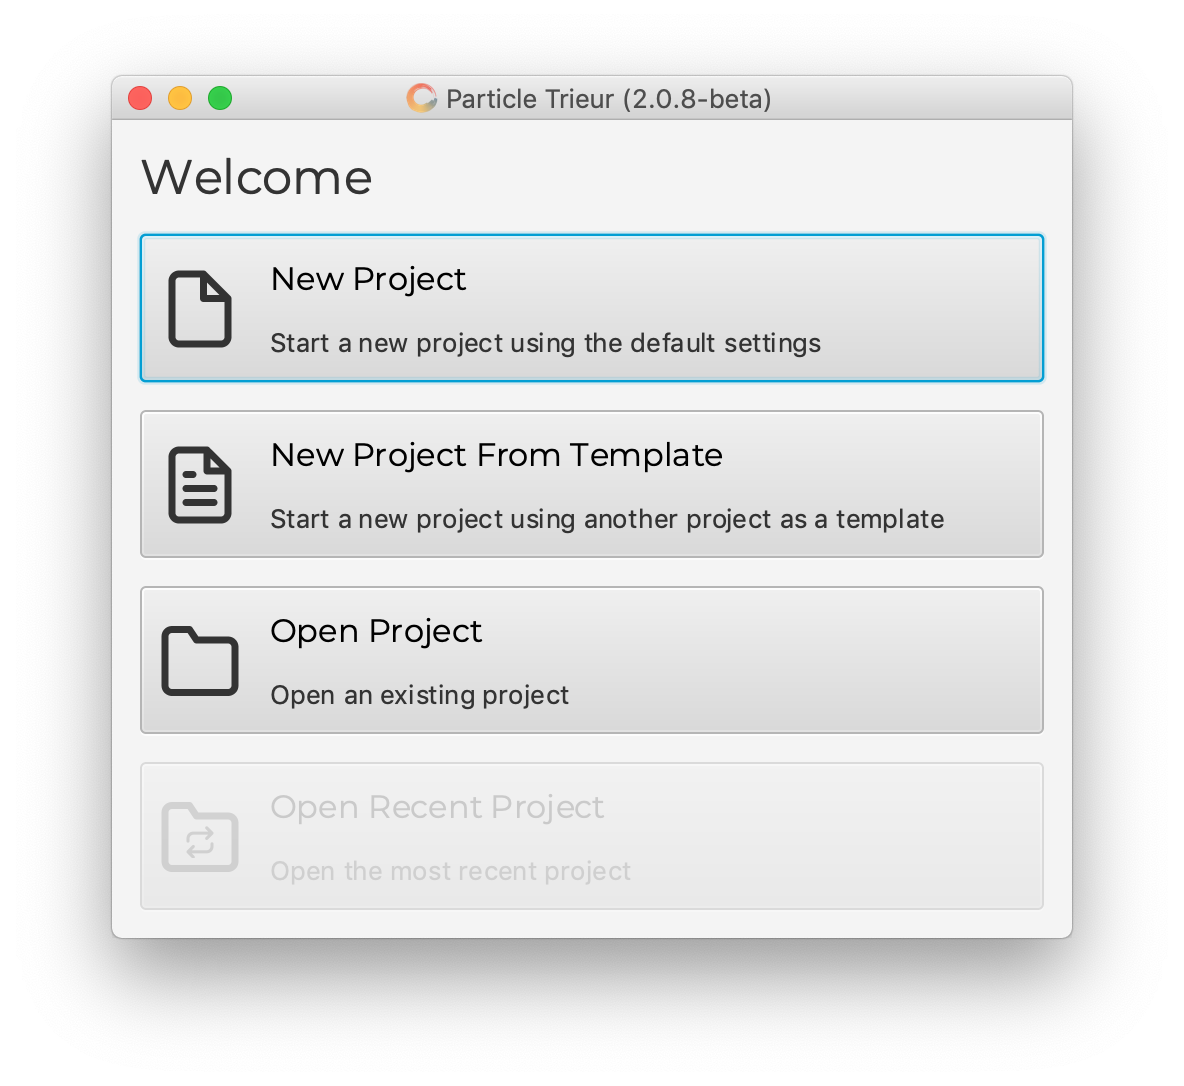 Particle Trieur (2.0.8-beta)
Welcome
New Project
Start a new project using the default settings
New Project From Template
Start a new project using another project as a template
Open Project
Open an existing project
Open Recent Project
Open the most recent project